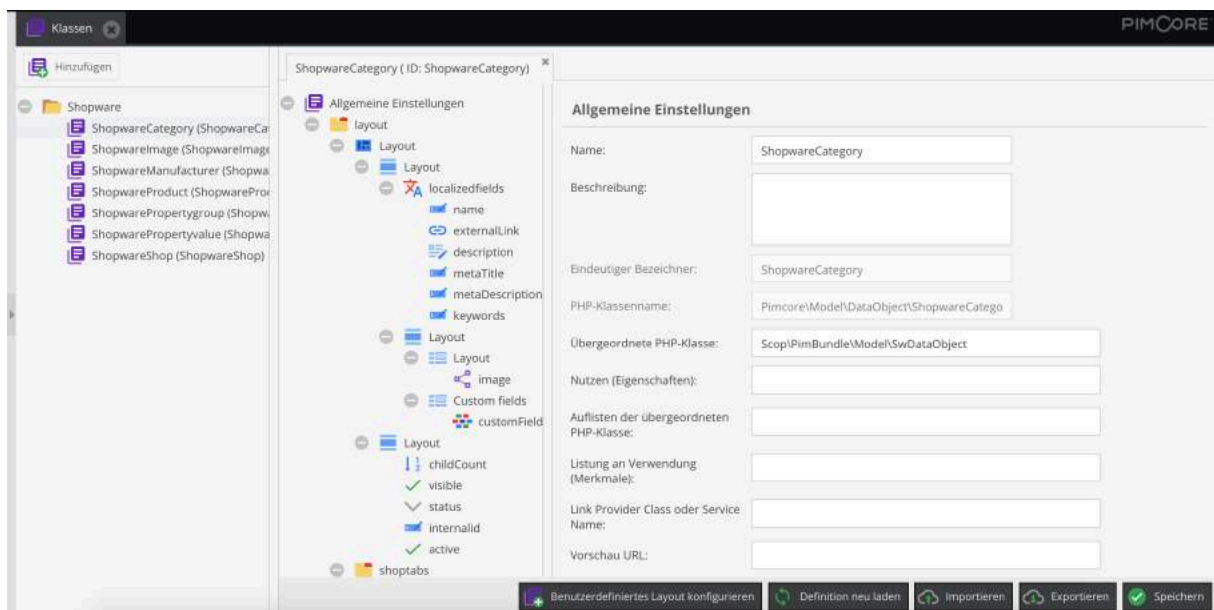 Klassen
PIMCORE
Hinzufügen
Shopware
ShopwareCategory (ShopwareCa
ShopwareImage (ShopwareImage
ShopwareManufacturer (Shopwa
ShopwareProduct (ShopwarePro
ShopwarePropertygroup (Shopw
ShopwarePropertyvalue (Shopwa
ShopwareShop (ShopwareShop)
ShopwareCategory ( ID: ShopwareCategory)
Allgemeine Einstellungen
layout
Layout
Layout
localizedfields
name
externalLink
description
metaTitle
metaDescription
keywords
Layout
Layout
image
Custom fields
customField
Layout
childCount
visible
status
internalid
active
shoptabs
Allgemeine Einstellungen
Name:
ShopwareCategory
Beschreibung:
Eindeutiger Bezeichner:
ShopwareCategory
PHP-Klassenname:
Pimcore\Model\DataObject\ShopwareCatego
Übergeordnete PHP-Klasse:
Scop\PimBundle\Model\SwDataObject
Nutzen (Eigenschaften):
Auflisten der übergeordneten
PHP-Klasse:
Listung an Verwendung
(Merkmale):
Link Provider Class oder Service
Name:
Vorschau URL:
Benutzerdefiniertes Layout konfigurieren
Definition neu laden
Importieren
Exportieren
Speichern